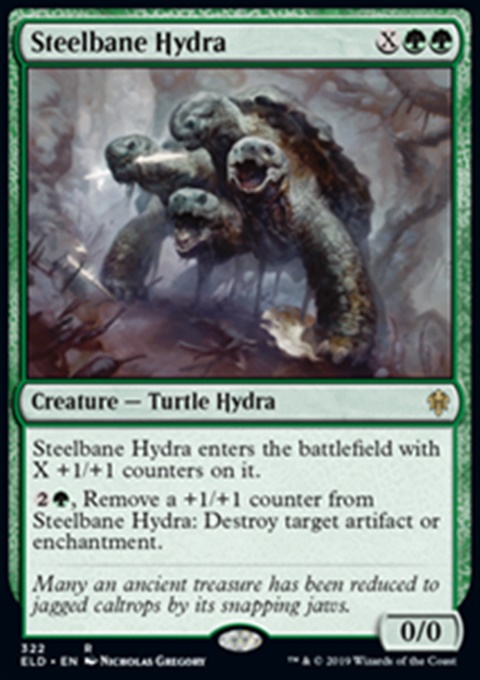 Steelbane Hydra X
Creature — Turtle Hydra
Steelbane Hydra enters the battlefield with
X +1/+1 counters on it.
2, Remove a +1/+1 counter from
Steelbane Hydra: Destroy target artifact or
enchantment.
Many an ancient treasure has been reduced to
jagged caltrops by its snapping jaws.
0/0
322 R
ELD • EN Nicholas Gregory
™ & © 2019 Wizards of the Coast